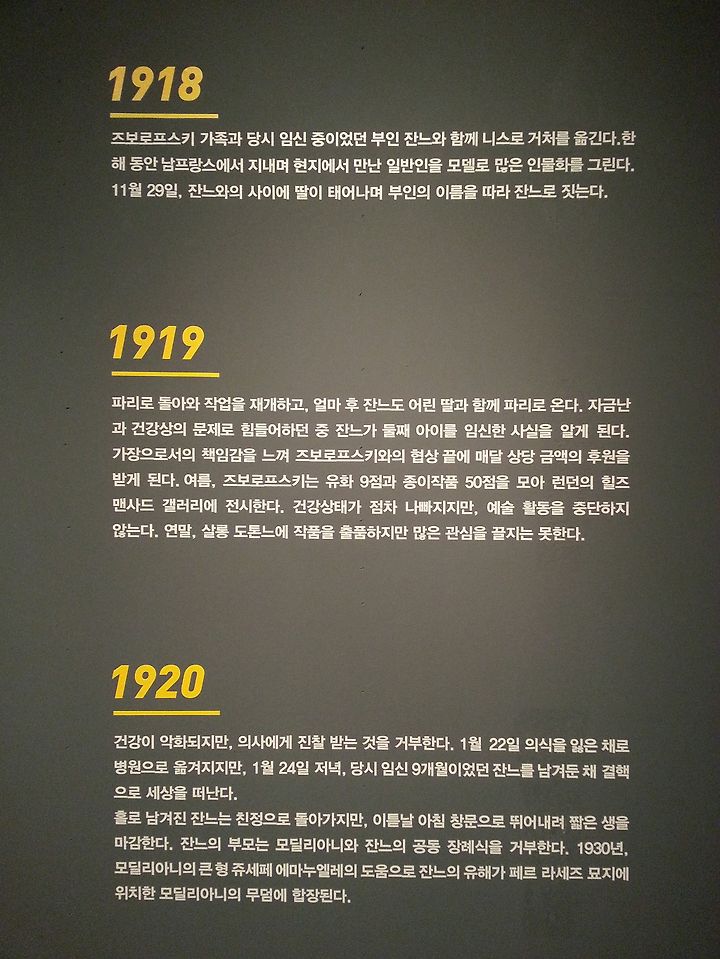 1918
즈보로프스키 가족과 당시 임신 중이었던 부인 잔느와 함께 니스로 거처를 옮긴다.한
해 동안 남프랑스에서 지내며 현지에서 만난 일반인을 모델로 많은 인물화를 그린다.
11월 29일, 잔느와의 사이에 딸이 태어나며 부인의 이름을 따라 잔느로 짓는다.
1919
파리로 돌아와 작업을 재개하고, 얼마 후 잔느도 어린 딸과 함께 파리로 온다. 자금난
과 건강상의 문제로 힘들어하던 중 잔느가 둘째 아이를 임신한 사실을 알게 된다.
가장으로서의 책임감을 느껴 즈보로프스키와의 협상 끝에 매달 상당 금액의 후원을
받게 된다. 여름, 즈보로프스키는 유화 9점과 종이작품 50점을 모아 런던의 힐즈
맨사드 갤러리에 전시한다. 건강상태가 점차 나빠지지만, 예술 활동을 중단하지
않는다. 연말, 살롱 도톤느에 작품을 출품하지만 많은 관심을 끌지는 못한다.
1920
건강이 악화되지만, 의사에게 진찰 받는 것을 거부한다. 1월 22일 의식을 잃은 채로
병원으로 옮겨지지만, 1월 24일 저녁, 당시 임신 9개월이었던 잔느를 남겨둔 채 결핵
으로 세상을 떠난다.
홀로 남겨진 잔느는 친정으로 돌아가지만, 이튿날 아침 창문으로 뛰어내려 짧은 생을
마감한다. 잔느의 부모는 모딜리아니와 잔느의 공동 장례식을 거부한다. 1930년,
모딜리아니의 큰 형 쥬세페 에마누엘레의 도움으로 잔느의 유해가 페르 라세즈 묘지에
위치한 모딜리아니의 무덤에 합장된다.